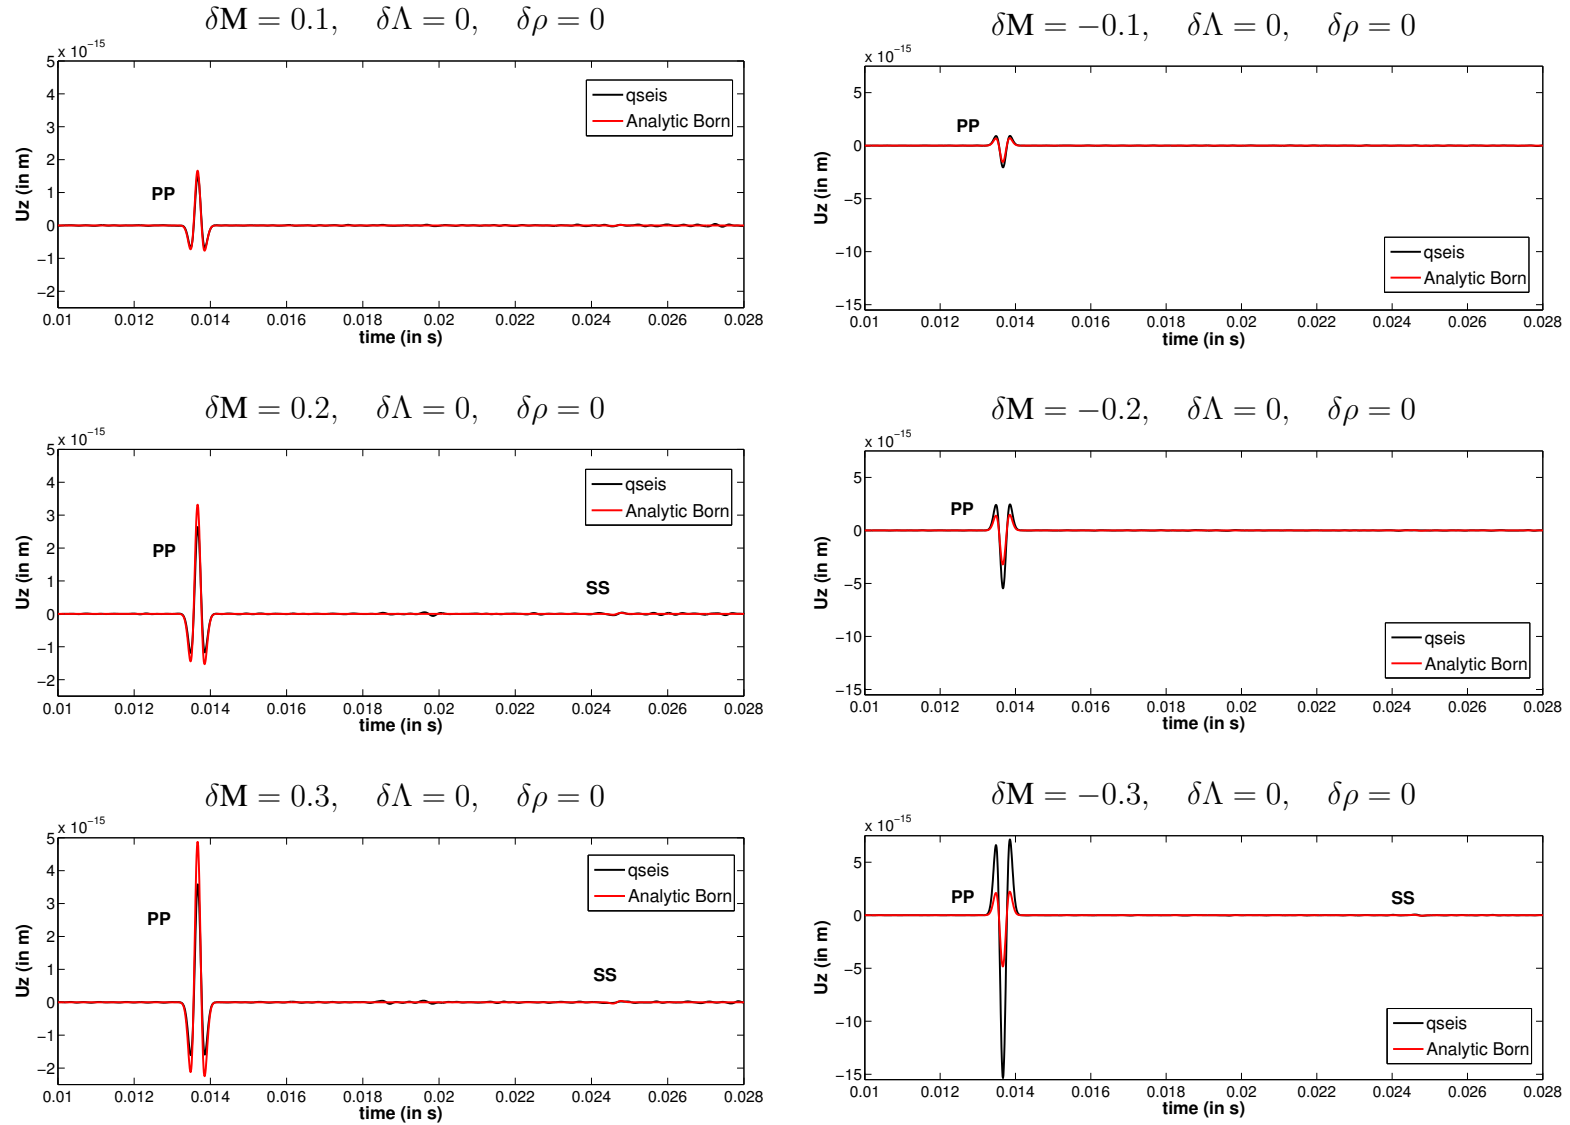 δM = 0.1, δΛ = 0, δρ = 0
x 10⁻¹⁵
5
4
3
2
1
0
−1
−2
Uz (in m)
PP
qseis
Analytic Born
0.01 0.012 0.014 0.016 0.018 0.02 0.022 0.024 0.026 0.028
time (in s)
δM = −0.1, δΛ = 0, δρ = 0
x 10⁻¹⁵
5
0
−5
−10
−15
Uz (in m)
PP
qseis
Analytic Born
0.01 0.012 0.014 0.016 0.018 0.02 0.022 0.024 0.026 0.028
time (in s)
δM = 0.2, δΛ = 0, δρ = 0
x 10⁻¹⁵
5
4
3
2
1
0
−1
−2
Uz (in m)
PP
SS
qseis
Analytic Born
0.01 0.012 0.014 0.016 0.018 0.02 0.022 0.024 0.026 0.028
time (in s)
δM = −0.2, δΛ = 0, δρ = 0
x 10⁻¹⁵
5
0
−5
−10
−15
Uz (in m)
PP
qseis
Analytic Born
0.01 0.012 0.014 0.016 0.018 0.02 0.022 0.024 0.026 0.028
time (in s)
δM = 0.3, δΛ = 0, δρ = 0
x 10⁻¹⁵
5
4
3
2
1
0
−1
−2
Uz (in m)
PP
SS
qseis
Analytic Born
0.01 0.012 0.014 0.016 0.018 0.02 0.022 0.024 0.026 0.028
time (in s)
δM = −0.3, δΛ = 0, δρ = 0
x 10⁻¹⁵
5
0
−5
−10
−15
Uz (in m)
PP
SS
qseis
Analytic Born
0.01 0.012 0.014 0.016 0.018 0.02 0.022 0.024 0.026 0.028
time (in s)